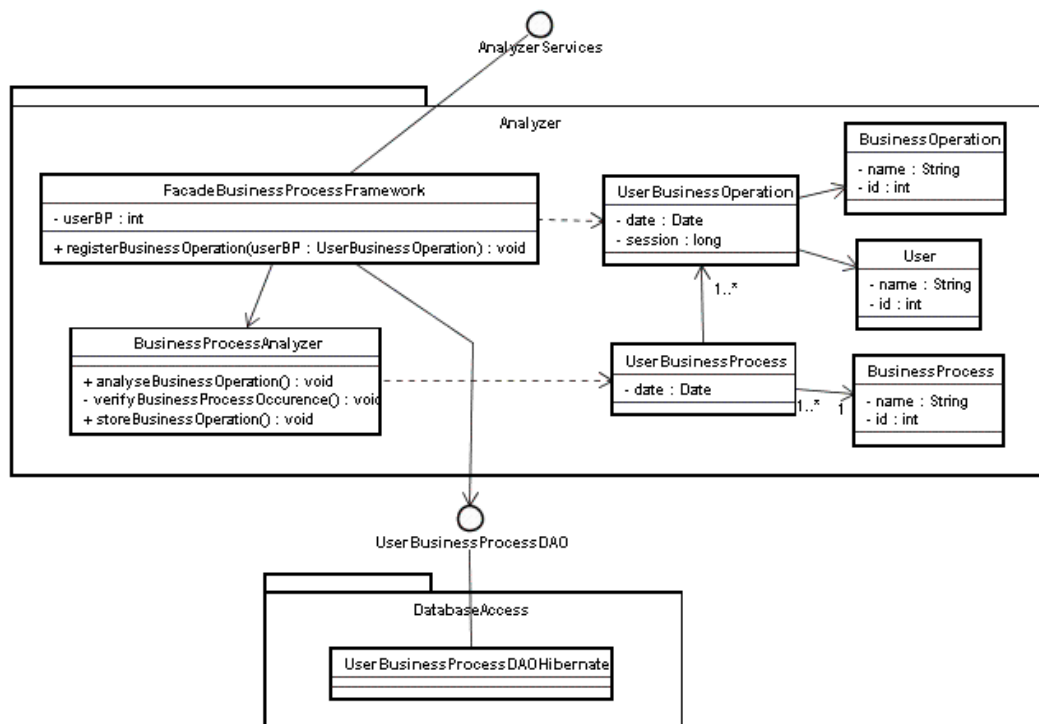 AnalyzerServices
Analyzer
FacadeBusinessProcessFramework
- userBP : int
+ registerBusinessOperation(userBP : UserBusinessOperation) : void
UserBusinessOperation
- date : Date
- session : long
BusinessOperation
- name : String
- id : int
User
- name : String
- id : int
1..*
BusinessProcessAnalyzer
+ analyseBusinessOperation() : void
- verifyBusinessProcessOccurence() : void
+ storeBusinessOperation() : void
UserBusinessProcess
- date : Date
1..*
1
BusinessProcess
- name : String
- id : int
UserBusinessProcessDAO
DatabaseAccess
UserBusinessProcessDAOHibernate